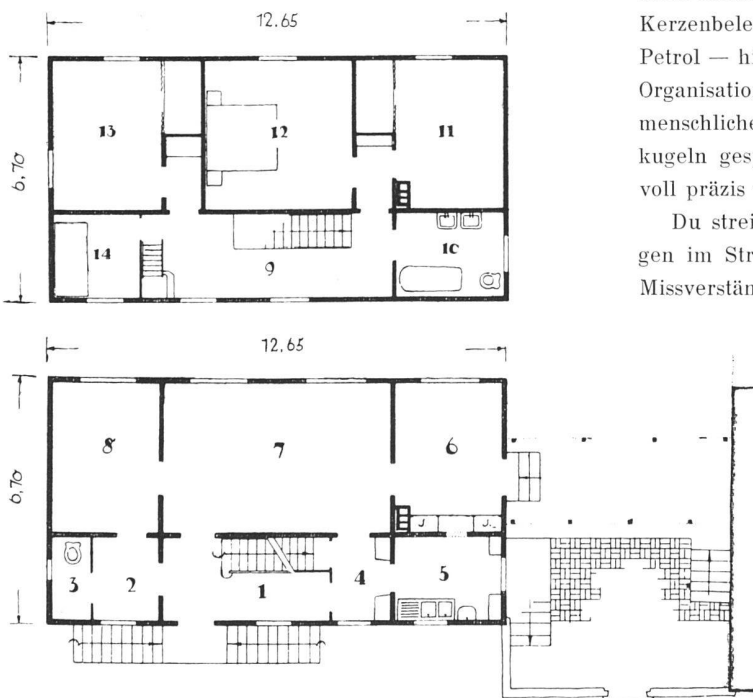 12.65
6,70
13
12
11
14
9
10
12.65
6,70
8
7
6
J
J.
3
2
1
4
5
Kerzenbele
Petrol — h
Organisatio
menschliche
kugeln ges
voll präzis
Du strei
gen im Str
Missverstän